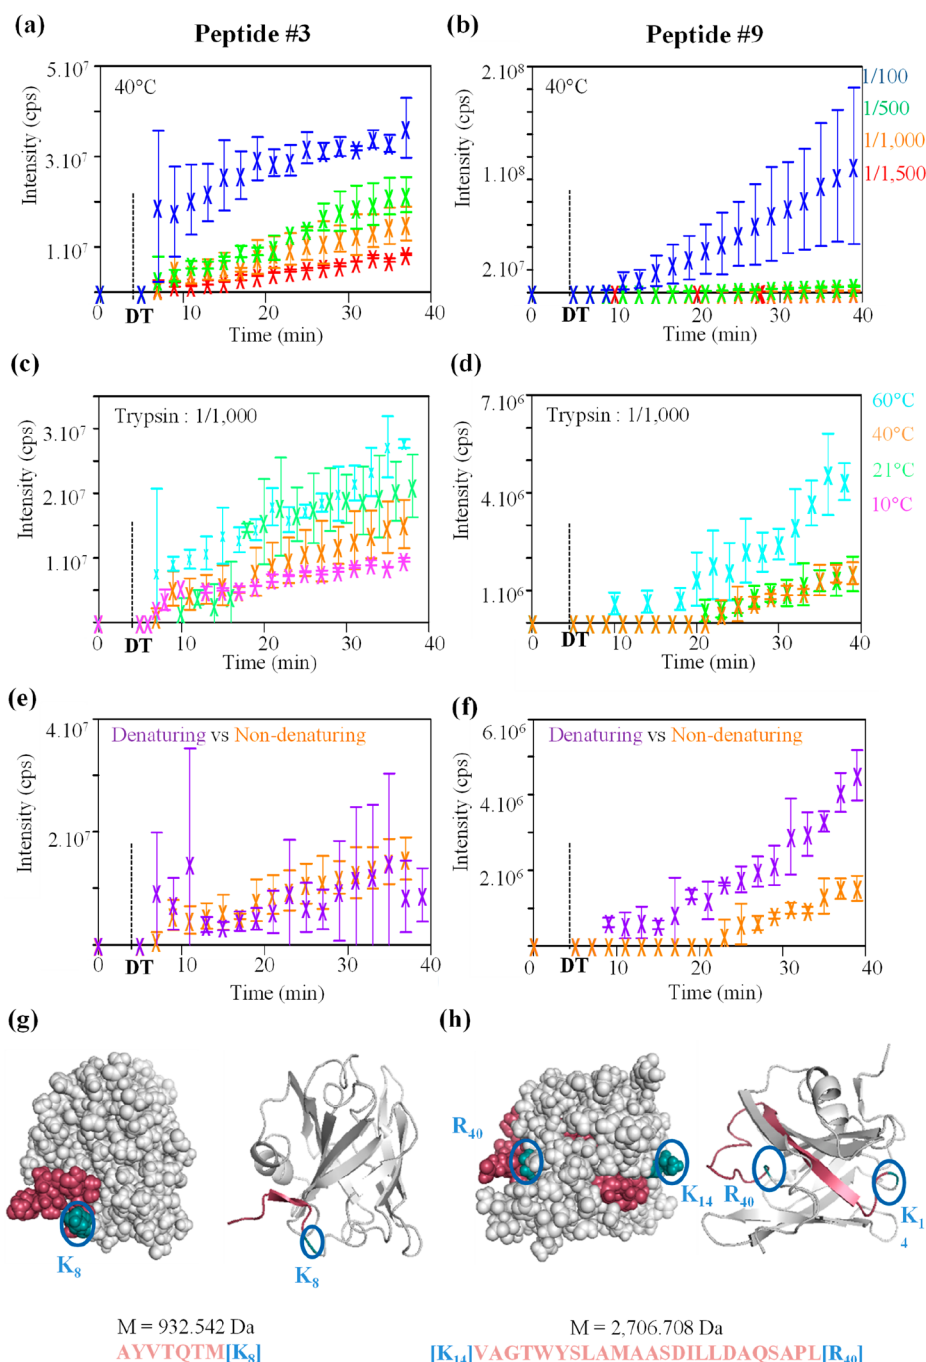 (a)
Peptide #3
(b)
Peptide #9
5.10⁷
3.10⁷
1.10⁷
Intensity (cps)
40°C
DT
10
20
30
40
Time (min)
2.10⁸
1.10⁸
2.10⁷
Intensity (cps)
40°C
1/100
1/500
1/1,000
1/1,500
DT
10
20
30
40
Time (min)
(c)
(d)
3.10⁷
2.10⁷
1.10⁷
Intensity (cps)
Trypsin : 1/1,000
DT
10
20
30
40
Time (min)
7.10⁶
4.10⁶
1.10⁶
Intensity (cps)
Trypsin : 1/1,000
60°C
40°C
21°C
10°C
DT
10
20
30
40
Time (min)
(e)
(f)
4.10⁷
2.10⁷
Intensity (cps)
Denaturing vs Non-denaturing
DT
10
20
30
40
Time (min)
6.10⁶
4.10⁶
2.10⁶
Intensity (cps)
Denaturing vs Non-denaturing
0
DT
10
20
30
40
Time (min)
(g)
(h)
K₈
K₈
R₄₀
K₁₄
R₄₀
K₁
4
M = 932.542 Da
AYVTQTM[K₈]
M = 2,706.708 Da
[K₁₄]VAGTWYSLAMAASDILLDAQSAPL[R₄₀]